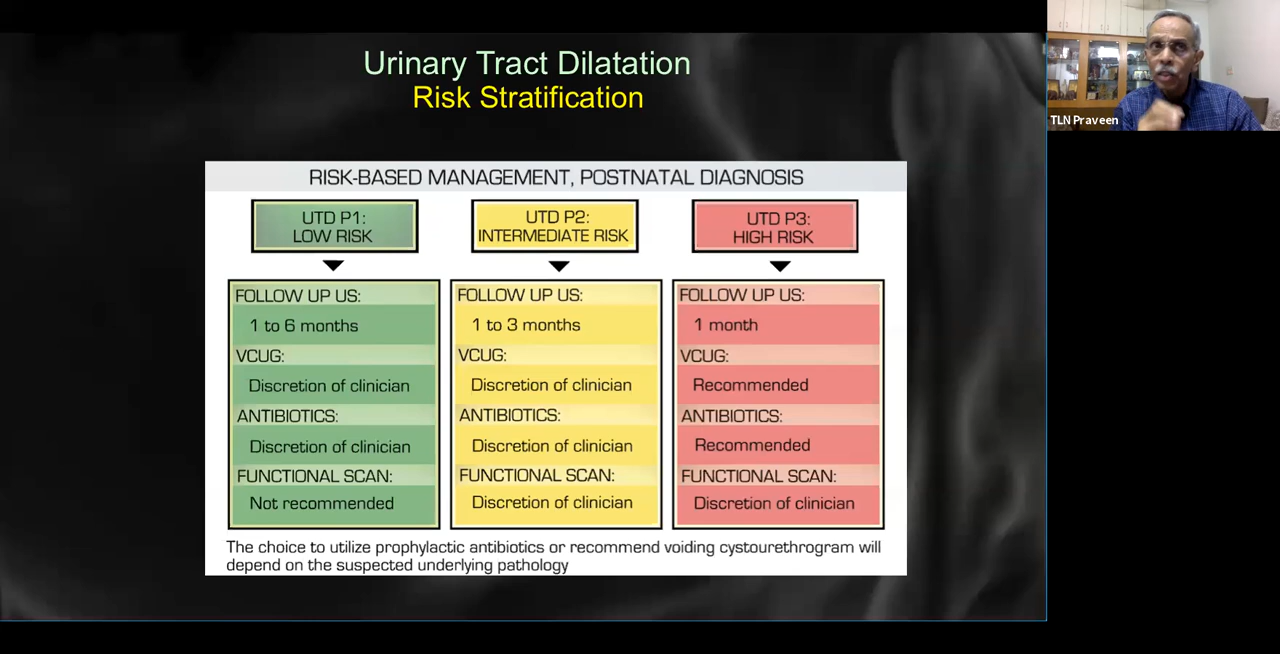 Urinary Tract Dilatation
Risk Stratification
TLN Praveen
RISK-BASED MANAGEMENT, POSTNATAL DIAGNOSIS
UTD P1:
LOW RISK
FOLLOW UP US:
1 to 6 months
VCUG:
Discretion of clinician
ANTIBIOTICS:
Discretion of clinician
FUNCTIONAL SCAN:
Not recommended
UTD P2:
INTERMEDIATE RISK
FOLLOW UP US:
1 to 3 months
VCUG:
Discretion of clinician
ANTIBIOTICS:
Discretion of clinician
FUNCTIONAL SCAN:
Discretion of clinician
UTD P3:
HIGH RISK
FOLLOW UP US:
1 month
VCUG:
Recommended
ANTIBIOTICS:
Recommended
FUNCTIONAL SCAN:
Discretion of clinician
The choice to utilize prophylactic antibiotics or recommend voiding cystourethrogram will
depend on the suspected underlying pathology